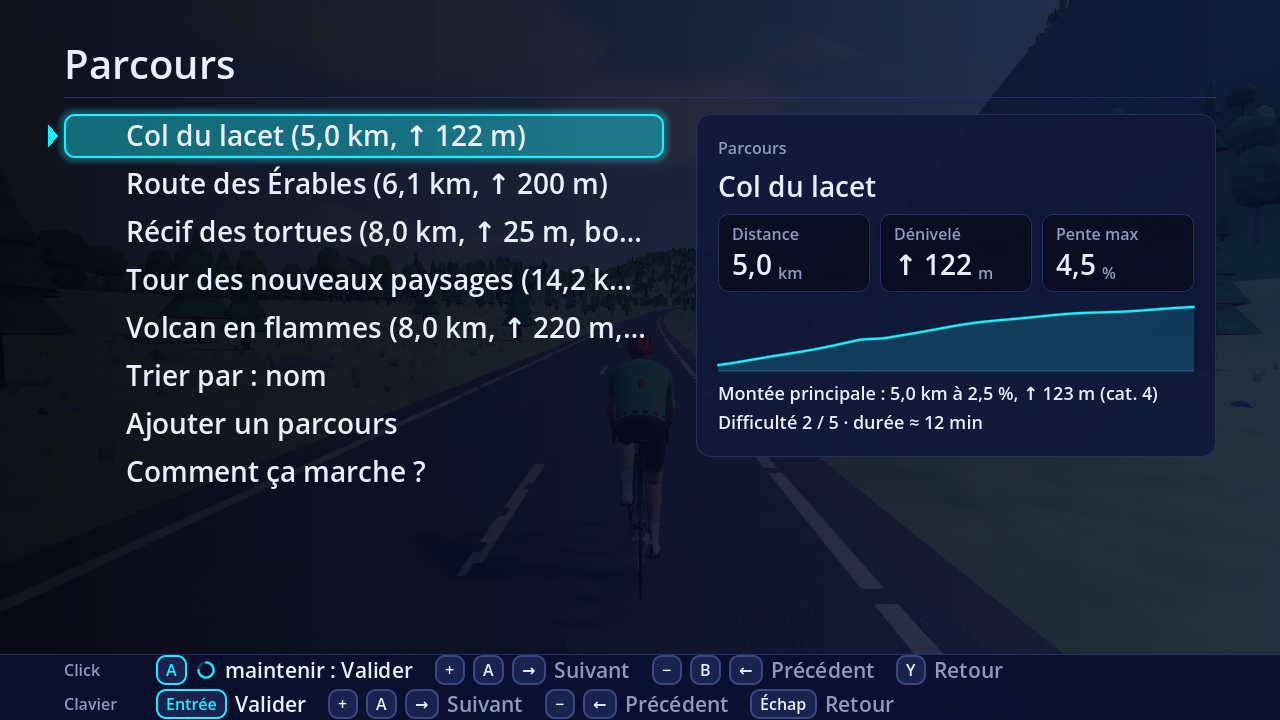 Parcours
Col du lacet (5,0 km, ↑ 122 m)
Route des Érables (6,1 km, ↑ 200 m)
Récif des tortues (8,0 km, ↑ 25 m, bo...
Tour des nouveaux paysages (14,2 k...
Volcan en flammes (8,0 km, ↑ 220 m,...
Trier par : nom
Ajouter un parcours
Comment ça marche ?
Parcours
Col du lacet
Distance
5,0 km
Dénivelé
↑ 122 m
Pente max
4,5 %
Montée principale : 5,0 km à 2,5 %, ↑ 123 m (cat. 4)
Difficulté 2 / 5 · durée ≈ 12 min
Click A maintenir : Valider + A → Suivant − B ← Précédent Y Retour
Clavier Entrée Valider + A → Suivant − ← Précédent Échap Retour